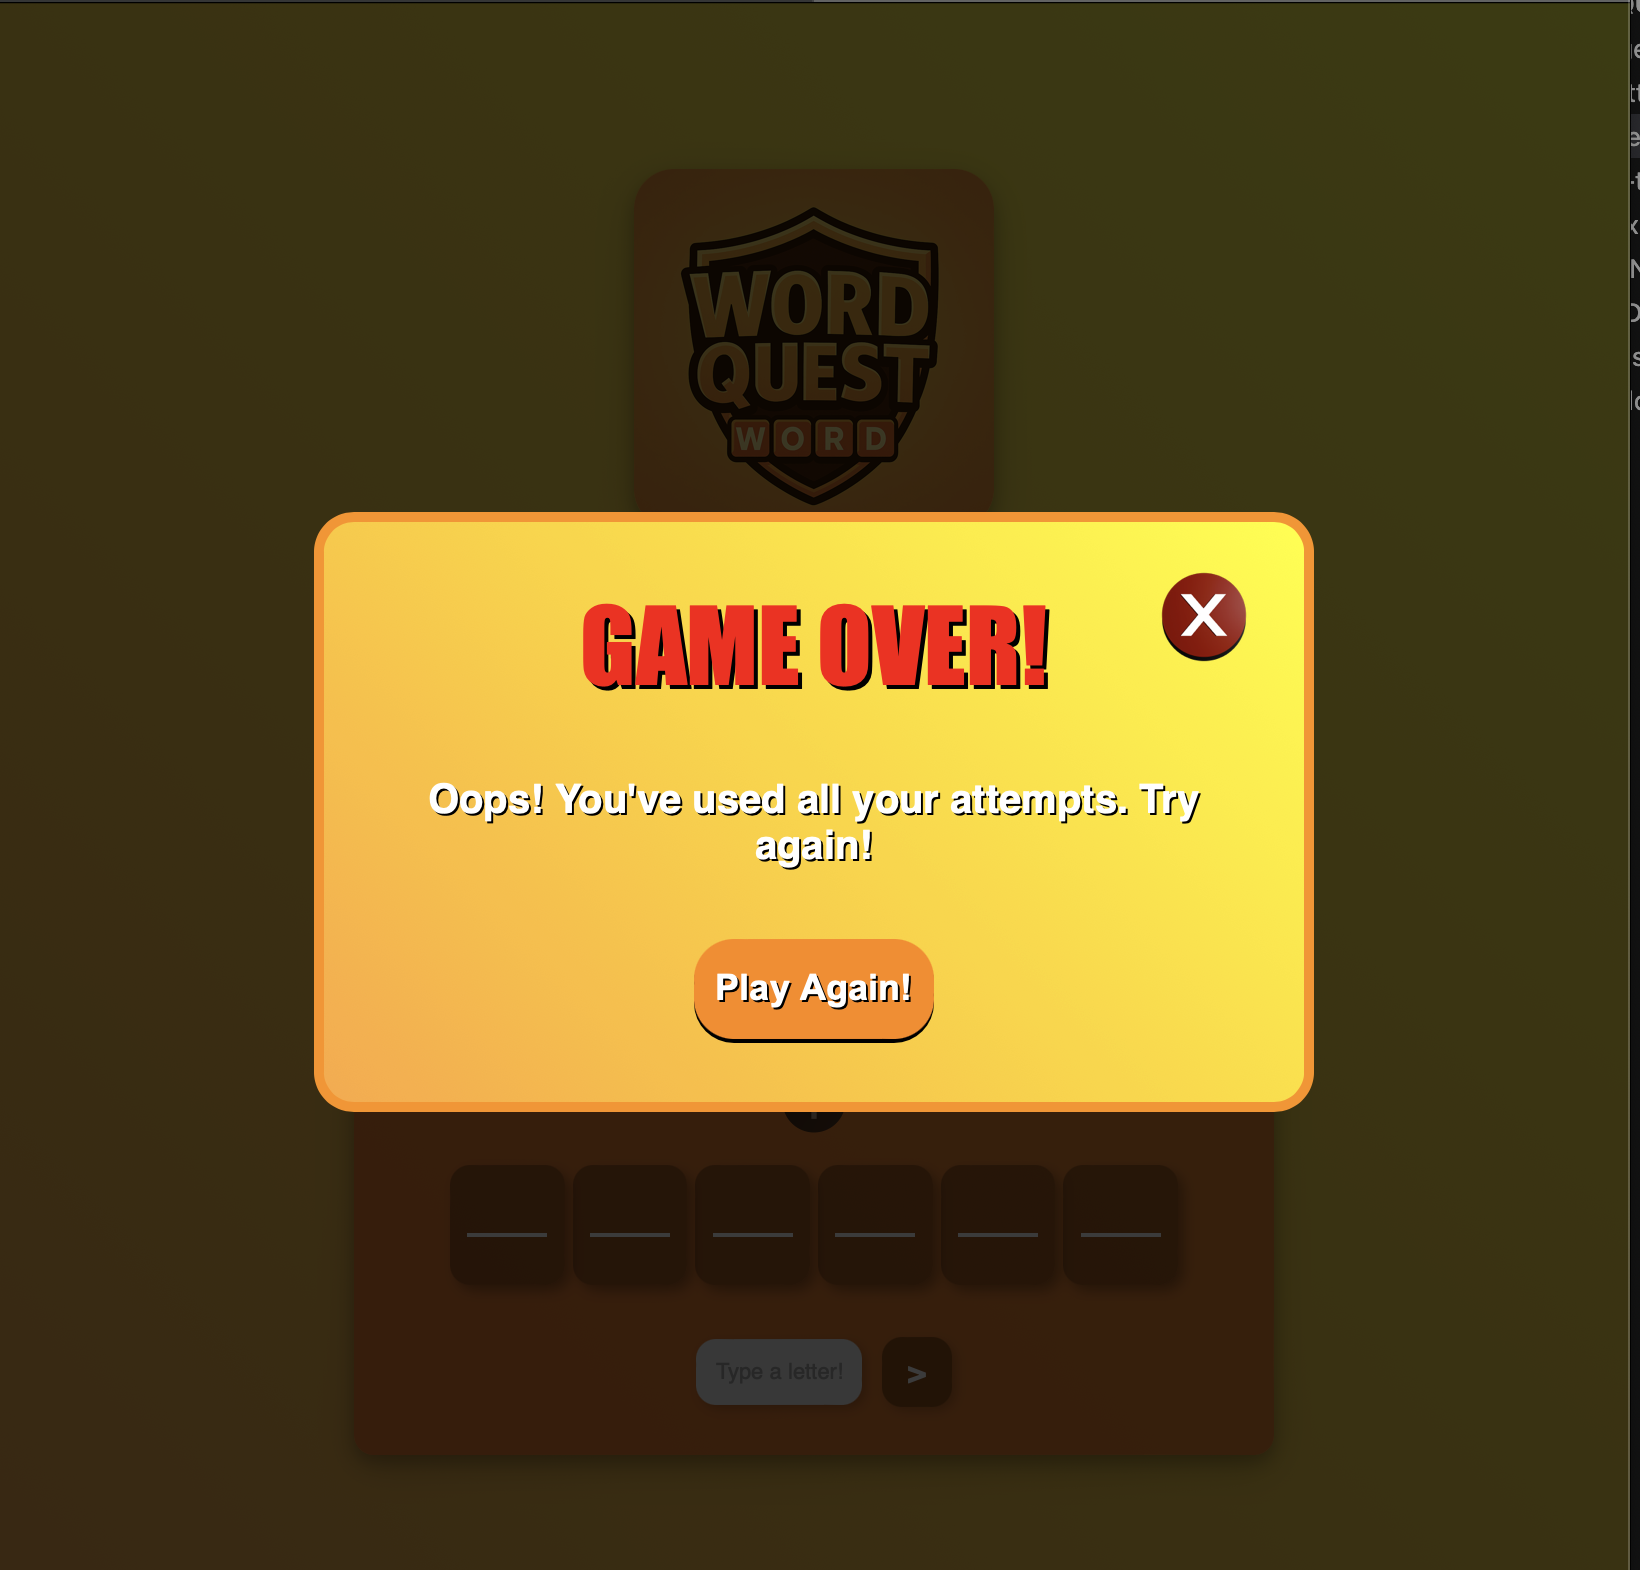 WORD
QUEST
WORD
GAME OVER!
X
Oops! You've used all your attempts. Try
again!
Play Again!
Type a letter!
>